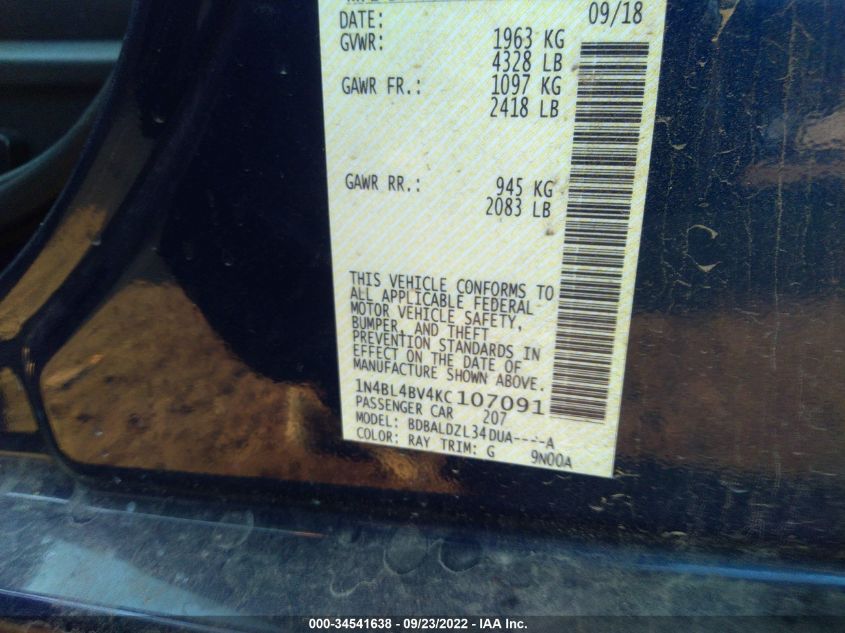 DATE: 09/18
GVWR: 1963 KG
4328 LB
GAWR FR.: 1097 KG
2418 LB
GAWR RR.: 945 KG
2083 LB
THIS VEHICLE CONFORMS TO
ALL APPLICABLE FEDERAL
MOTOR VEHICLE SAFETY,
BUMPER, AND THEFT
PREVENTION STANDARDS IN
EFFECT ON THE DATE OF
MANUFACTURE SHOWN ABOVE.
1N4BL4BV4KC107091
PASSENGER CAR 207
MODEL: BDBALDZL34DUA----A
COLOR: RAY TRIM: G 9N00A
000-34541638 - 09/23/2022 - IAA Inc.